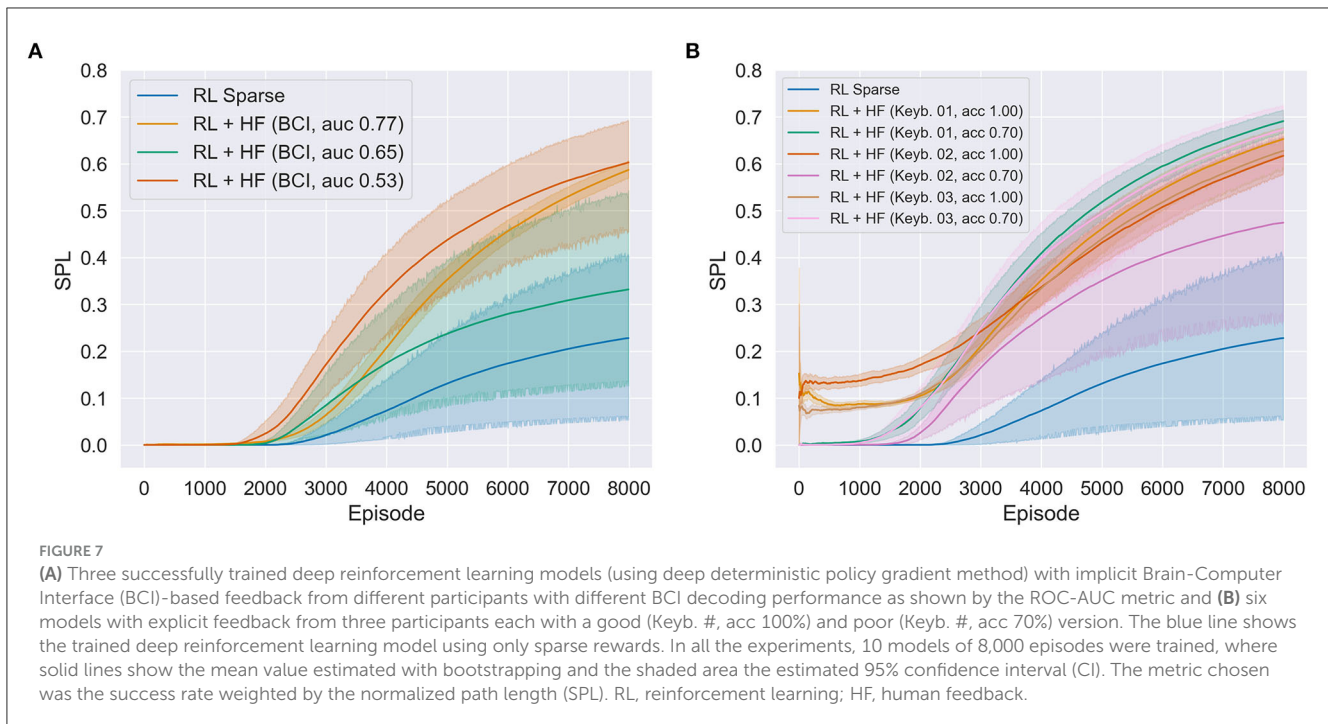 A
0.8
0.7
0.6
0.5
0.4
0.3
0.2
0.1
0.0
SPL
RL Sparse
RL + HF (BCI, auc 0.77)
RL + HF (BCI, auc 0.65)
RL + HF (BCI, auc 0.53)
0 1000 2000 3000 4000 5000 6000 7000 8000
Episode
B
0.8
0.7
0.6
0.5
0.4
0.3
0.2
0.1
0.0
SPL
RL Sparse
RL + HF (Keyb. 01, acc 1.00)
RL + HF (Keyb. 01, acc 0.70)
RL + HF (Keyb. 02, acc 1.00)
RL + HF (Keyb. 02, acc 0.70)
RL + HF (Keyb. 03, acc 1.00)
RL + HF (Keyb. 03, acc 0.70)
0 1000 2000 3000 4000 5000 6000 7000 8000
Episode
FIGURE 7
(A) Three successfully trained deep reinforcement learning models (using deep deterministic policy gradient method) with implicit Brain-Computer
Interface (BCI)-based feedback from different participants with different BCI decoding performance as shown by the ROC-AUC metric and (B) six
models with explicit feedback from three participants each with a good (Keyb. #, acc 100%) and poor (Keyb. #, acc 70%) version. The blue line shows
the trained deep reinforcement learning model using only sparse rewards. In all the experiments, 10 models of 8,000 episodes were trained, where
solid lines show the mean value estimated with bootstrapping and the shaded area the estimated 95% confidence interval (CI). The metric chosen
was the success rate weighted by the normalized path length (SPL). RL, reinforcement learning; HF, human feedback.